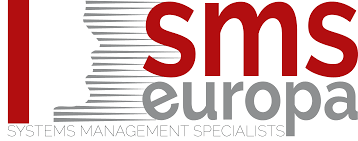 sms
europa
SYSTEMS MANAGEMENT SPECIALISTS